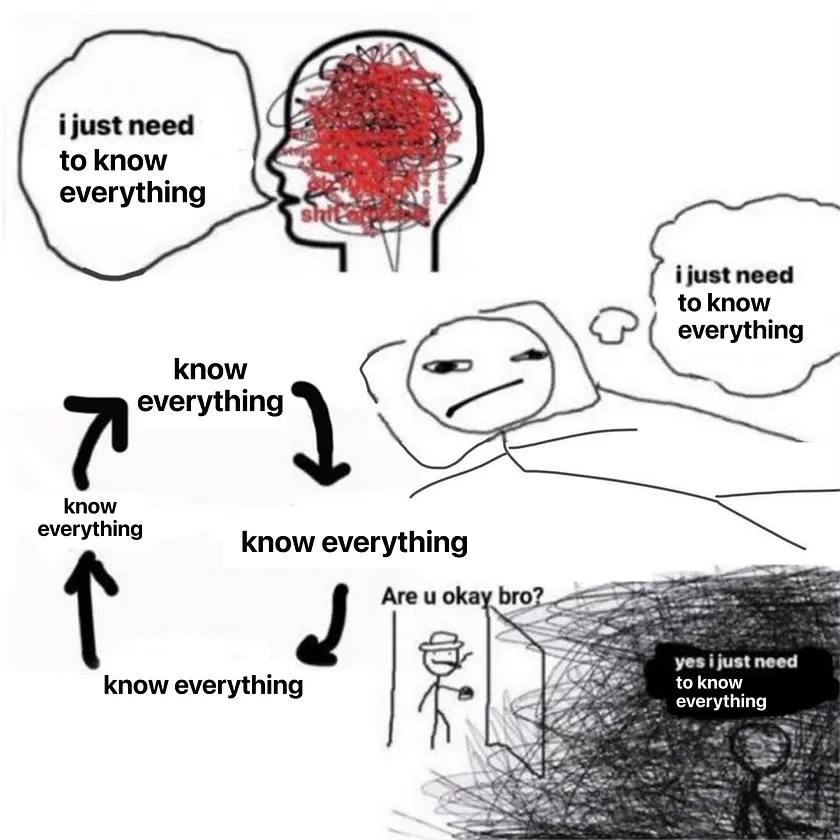 i just need
to know
everything
shit
i just need
to know
everything
know
everything
know
everything
know everything
know everything
Are u okay bro?
yes i just need
to know
everything